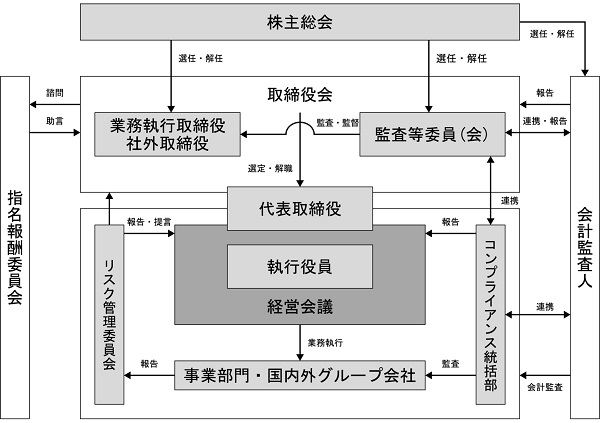 株主総会
選任・解任
選任・解任
選任・解任
諮問
取締役会
報告
助言
業務執行取締役
社外取締役
監査・監督
監査等委員(会)
連携・報告
選定・解職
連携
指名報酬委員会
代表取締役
会計監査人
報告・提言
報告
リスク管理委員会
執行役員
コンプライアンス統括部
経営会議
連携
業務執行
報告
事業部門・国内外グループ会社
監査
会計監査